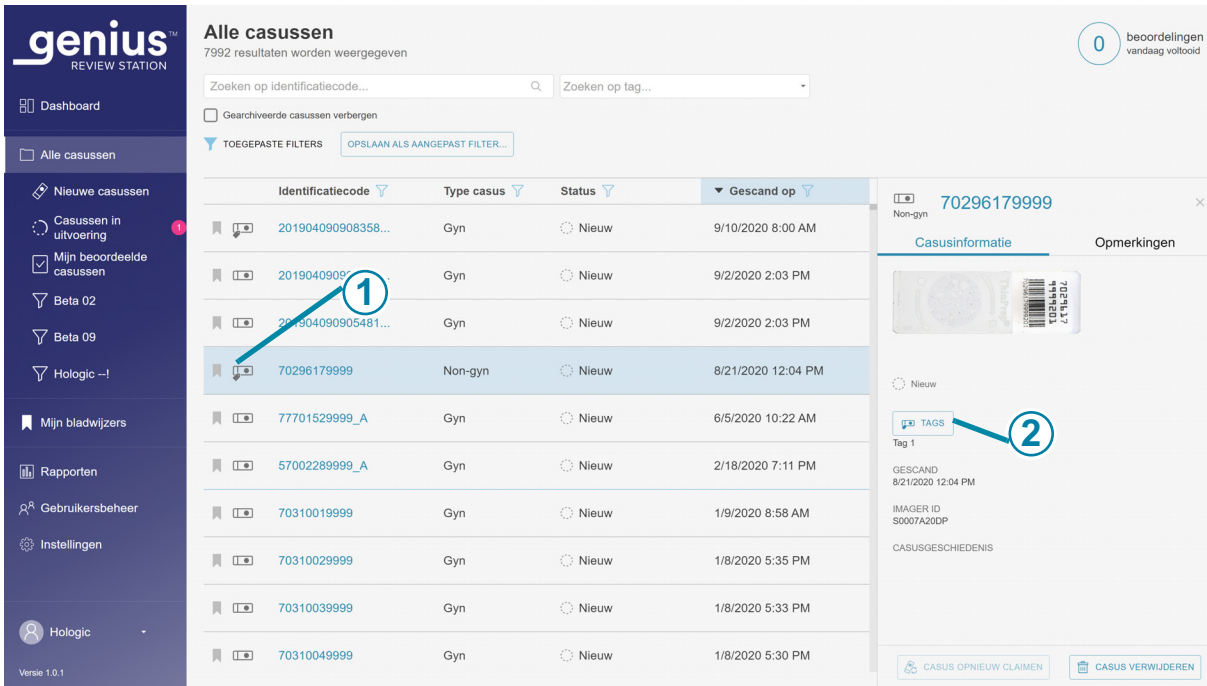 genius™
REVIEW STATION
Dashboard
Alle casussen
Nieuwe casussen
Casussen in
uitvoering
1
Mijn beoordeelde
casussen
Beta 02
Beta 09
Hologic --!
Mijn bladwijzers
Rapporten
Gebruikersbeheer
Instellingen
Hologic
Versie 1.0.1
Alle casussen
7992 resultaten worden weergegeven
0
beoordelingen
vandaag voltooid
Zoeken op identificatiecode...
Zoeken op tag...
Gearchiveerde casussen verbergen
TOEGEPASTE FILTERS
OPSLAAN ALS AANGEPAST FILTER...
Identificatiecode Type casus Status Gescand op
201904090908358... Gyn Nieuw 9/10/2020 8:00 AM
2019040909 Gyn Nieuw 9/2/2020 2:03 PM
201904090905481... Gyn Nieuw 9/2/2020 2:03 PM
70296179999 Non-gyn Nieuw 8/21/2020 12:04 PM
77701529999_A Gyn Nieuw 6/5/2020 10:22 AM
57002289999_A Gyn Nieuw 2/18/2020 7:11 PM
70310019999 Gyn Nieuw 1/9/2020 8:58 AM
70310029999 Gyn Nieuw 1/8/2020 5:35 PM
70310039999 Gyn Nieuw 1/8/2020 5:33 PM
70310049999 Gyn Nieuw 1/8/2020 5:30 PM
1
Non-gyn
70296179999
Casusinformatie
Opmerkingen
ThinPrep
7029617
9999201
Nieuw
TAGS
2
Tag 1
GESCAND
8/21/2020 12:04 PM
IMAGER ID
S0007A20DP
CASUSGESCHIEDENIS
CASUS OPNIEUW CLAIMEN
CASUS VERWIJDEREN